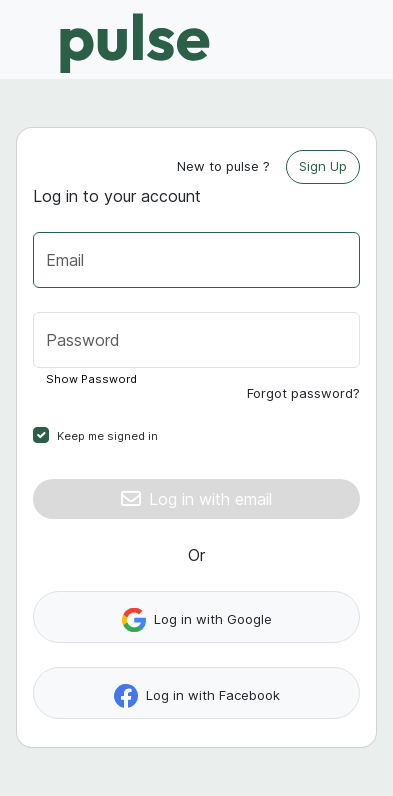 pulse
New to pulse ? Sign Up
Log in to your account
Email
Password
Show Password
Forgot password?
Keep me signed in
Log in with email
Or
Log in with Google
Log in with Facebook